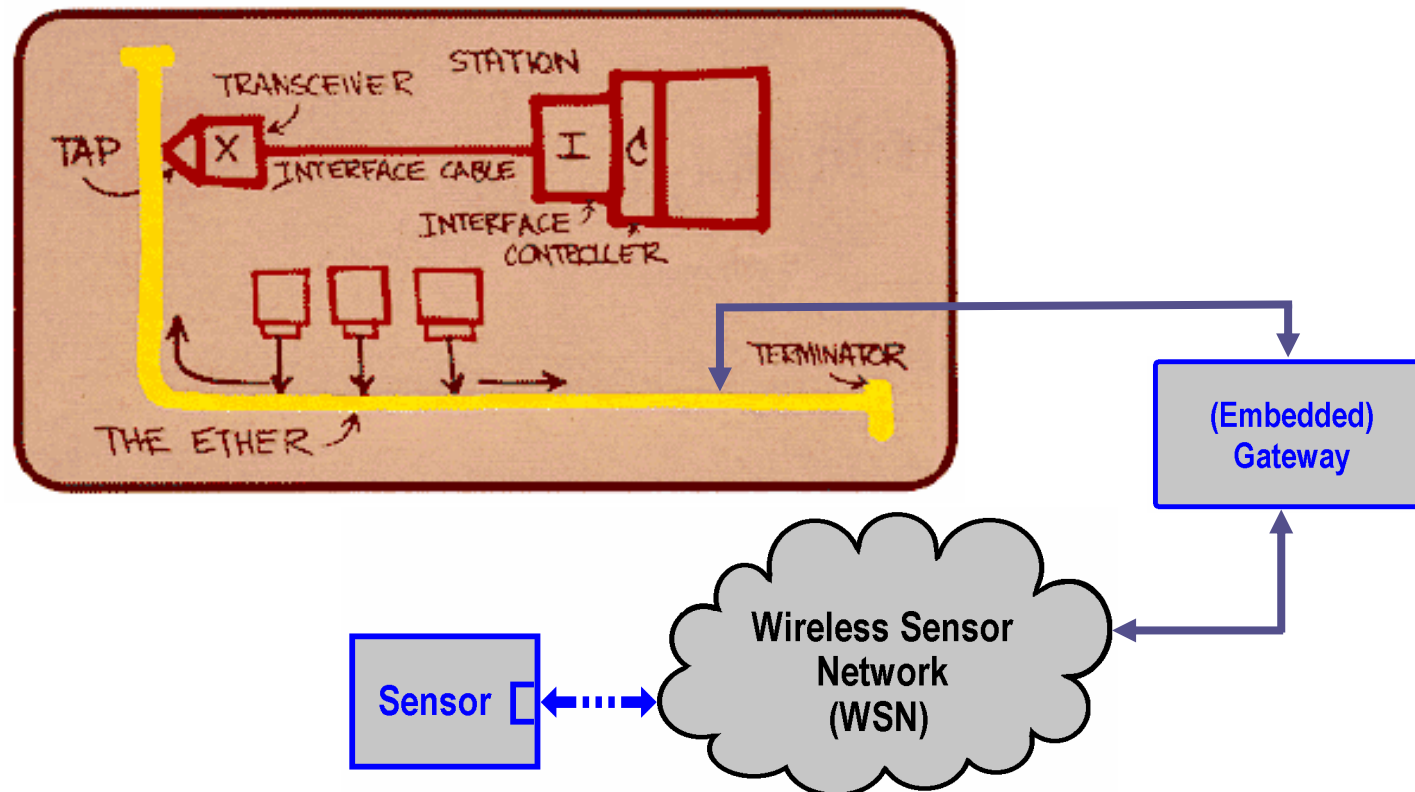 STATION
TRANSCEIVER
TAP
X
I
C
INTERFACE CABLE
INTERFACE
CONTROLLER
TERMINATOR
THE ETHER
(Embedded)
Gateway
Wireless Sensor
Network
(WSN)
Sensor